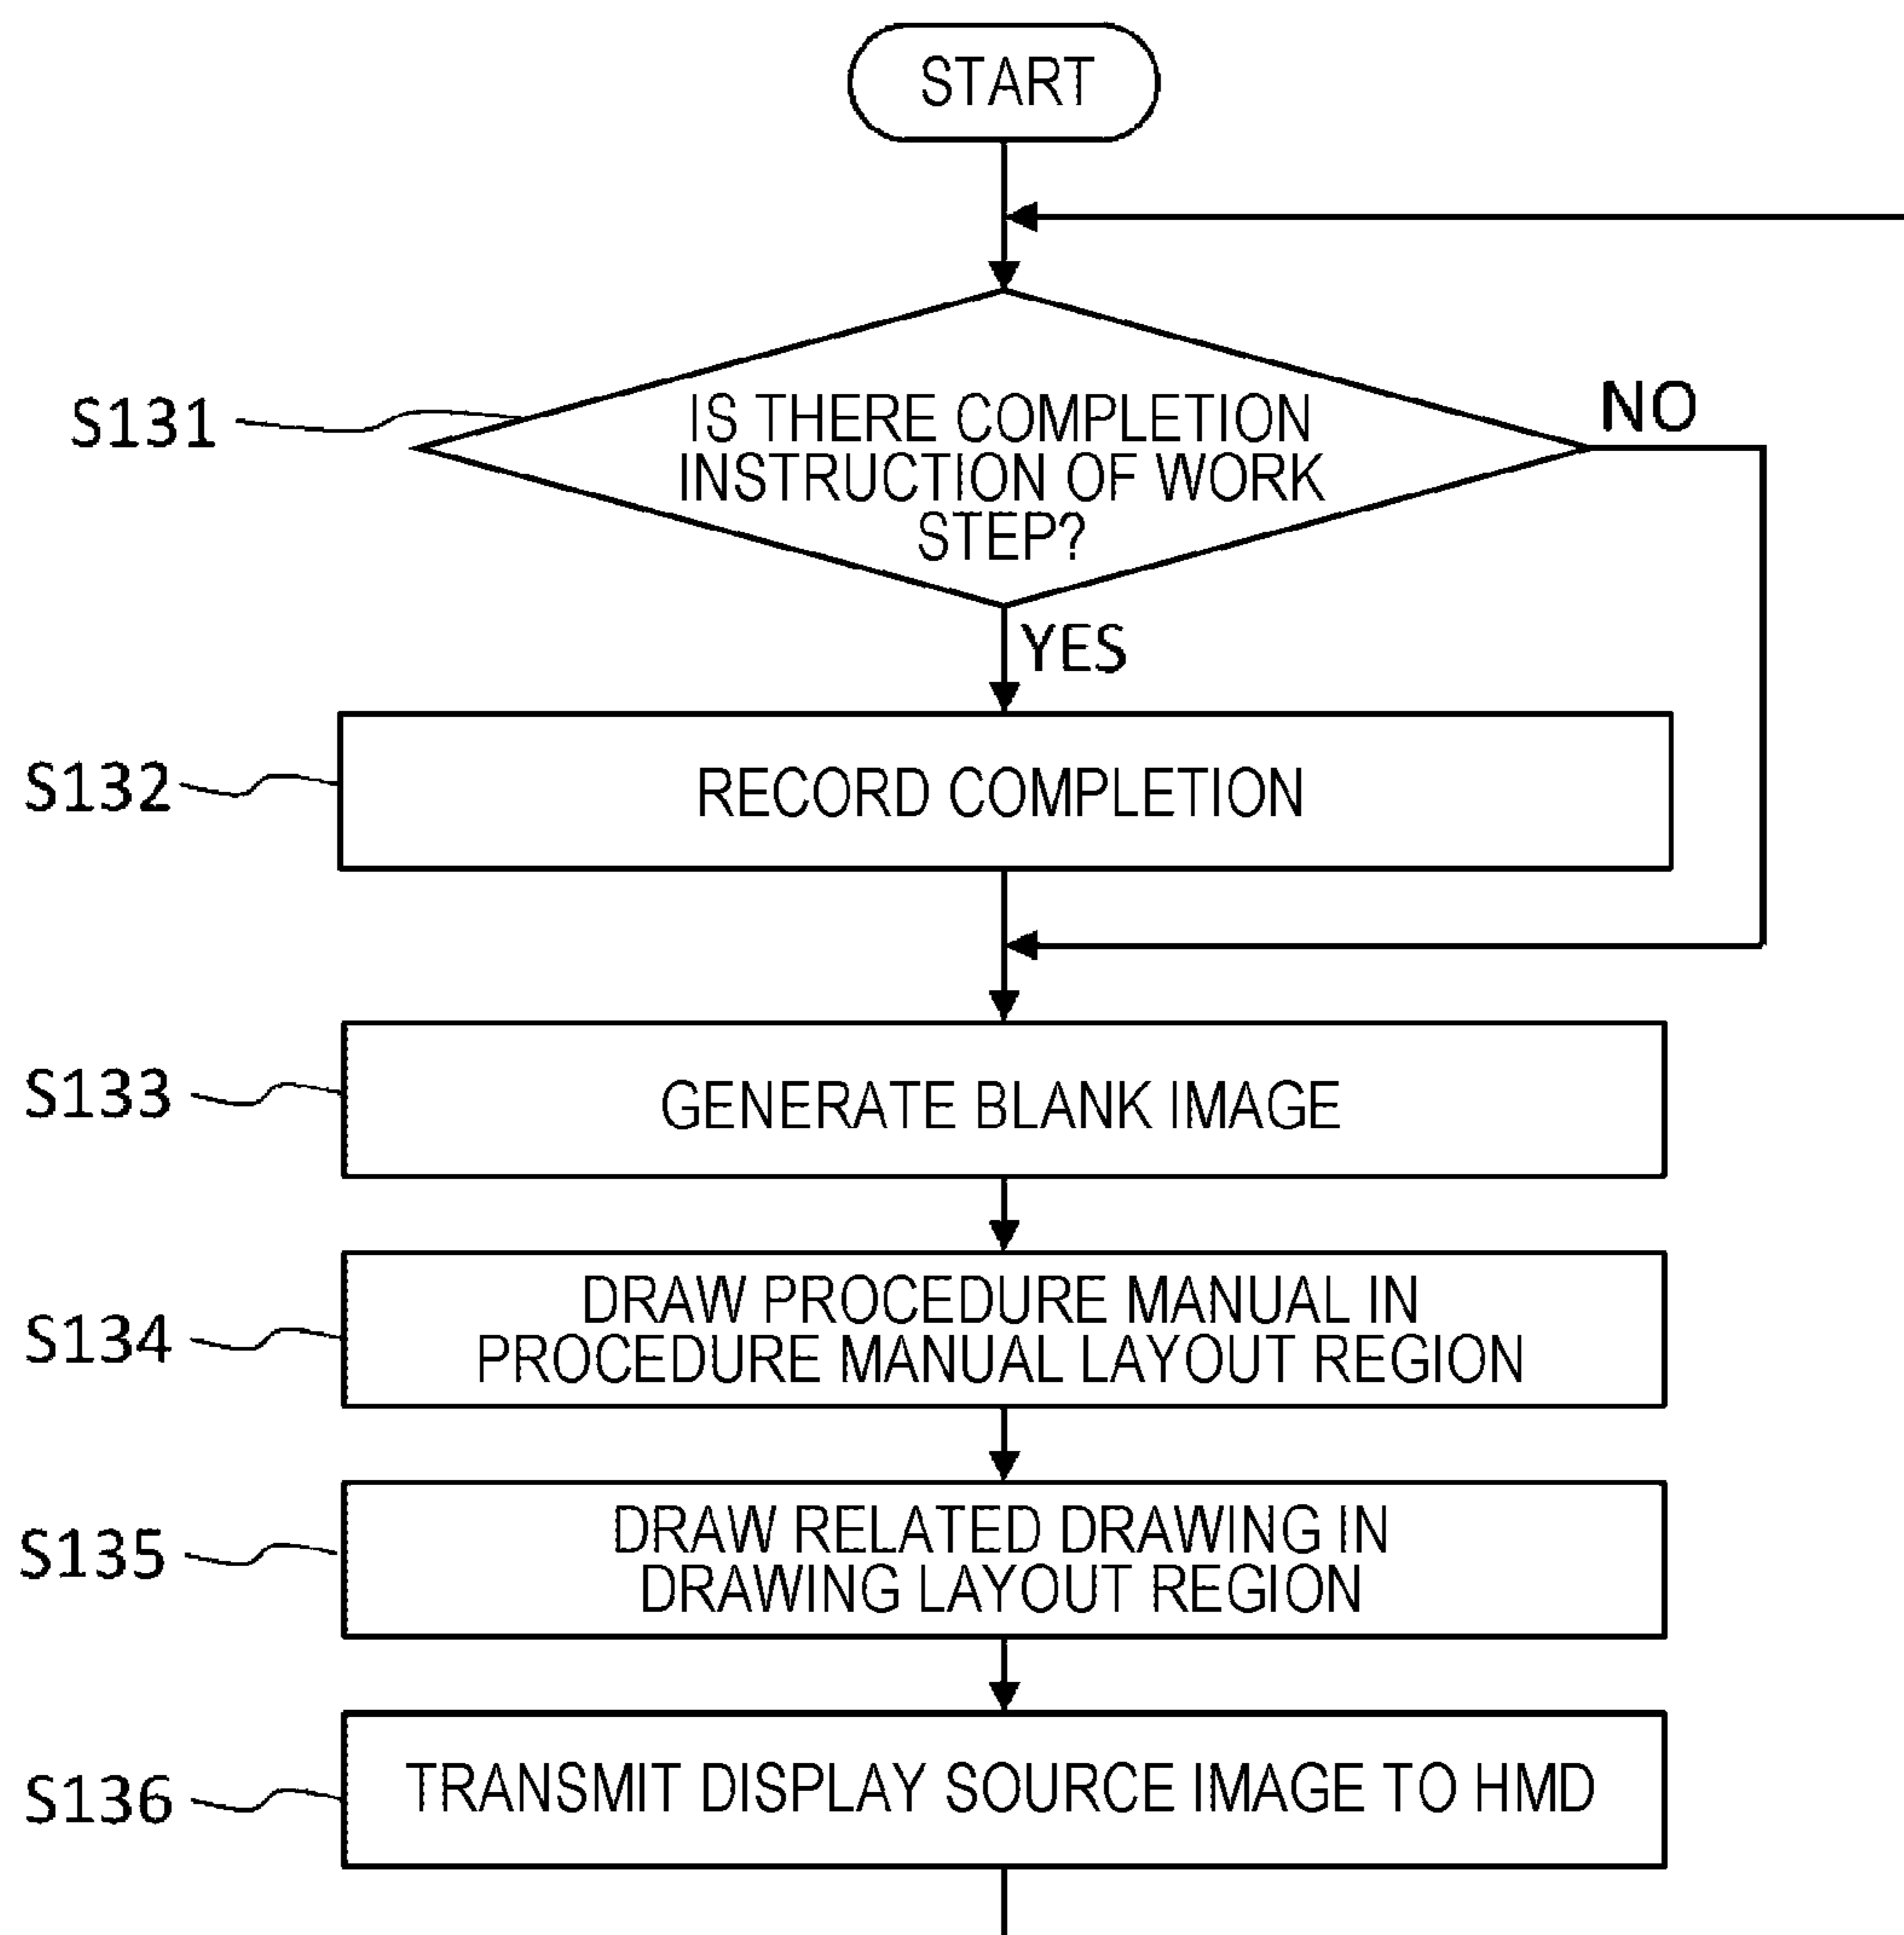 START
S131
IS THERE COMPLETION
INSTRUCTION OF WORK
STEP?
NO
YES
S132
RECORD COMPLETION
S133
GENERATE BLANK IMAGE
S134
DRAW PROCEDURE MANUAL IN
PROCEDURE MANUAL LAYOUT REGION
S135
DRAW RELATED DRAWING IN
DRAWING LAYOUT REGION
S136
TRANSMIT DISPLAY SOURCE IMAGE TO HMD